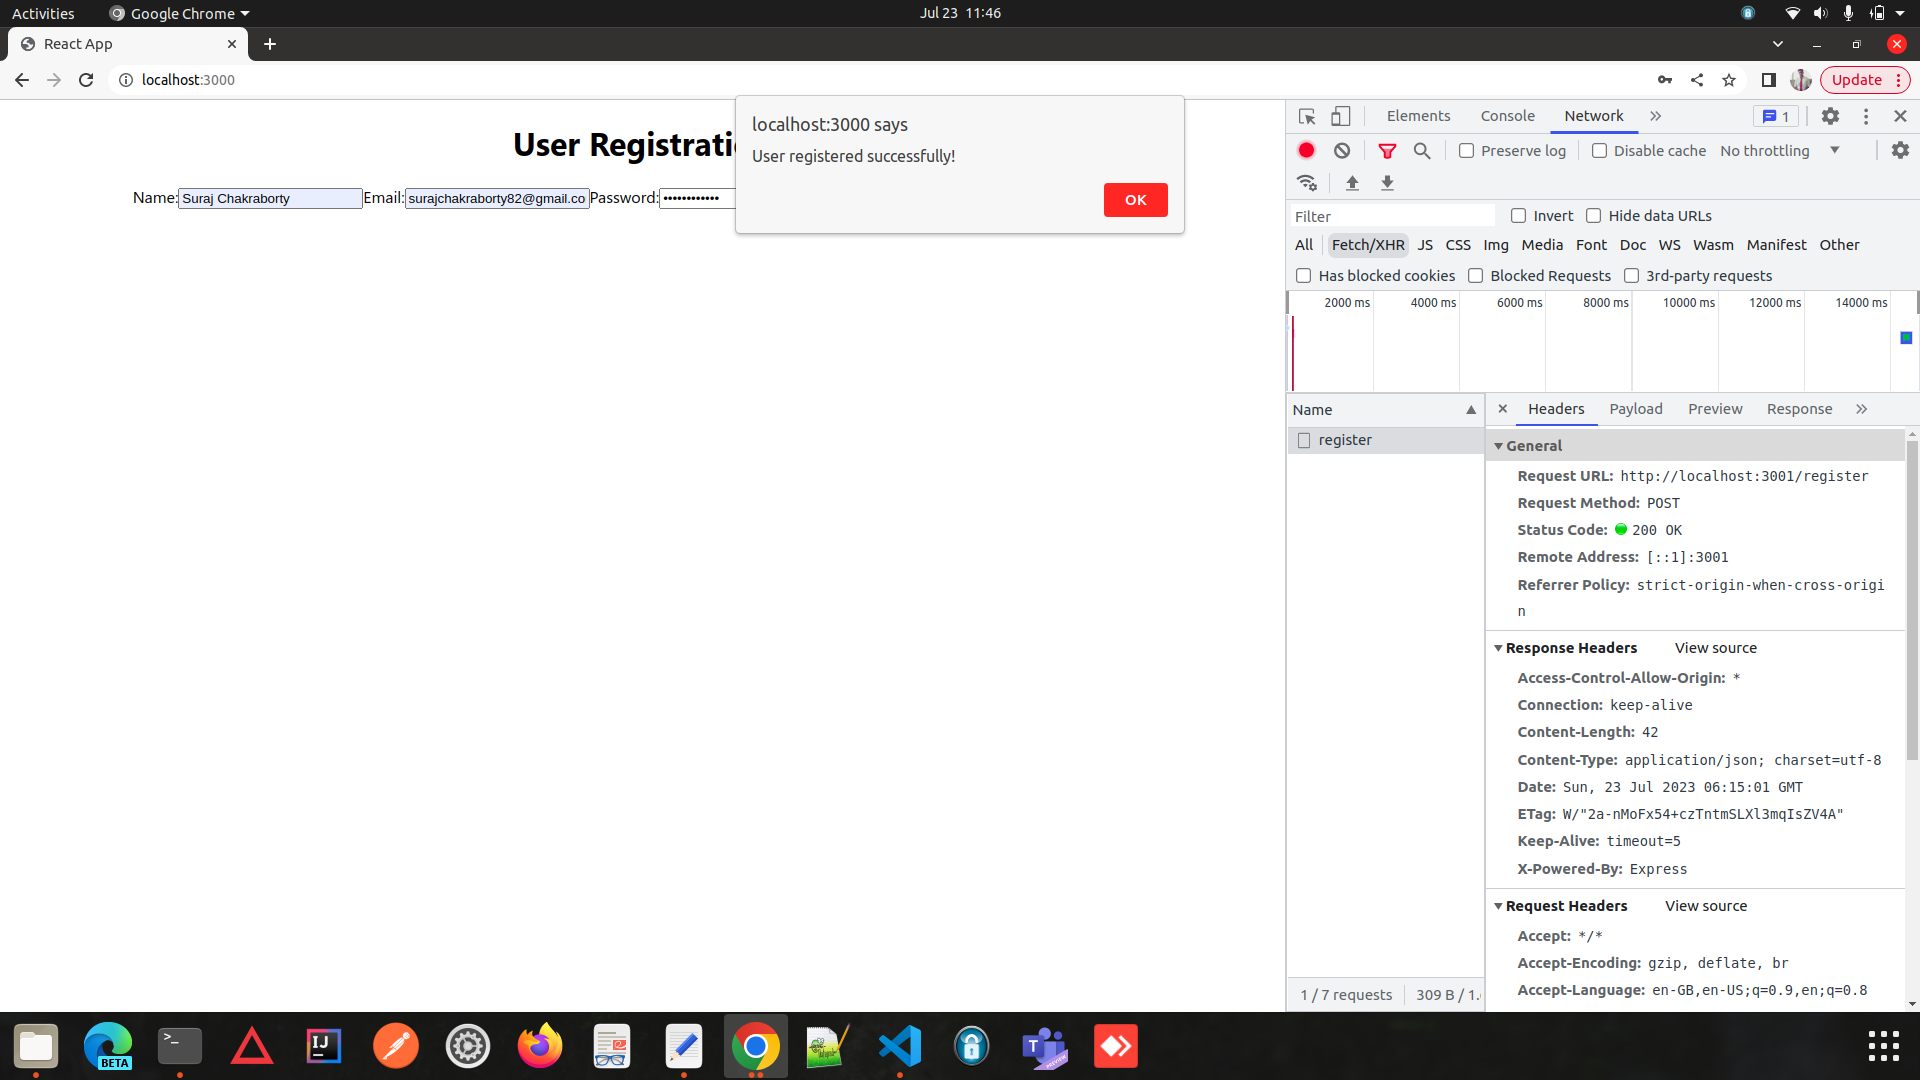 Activities
Google Chrome
Jul 23 11:46
React App
localhost:3000
Update
User Registrati
Name:
Suraj Chakraborty
Email:
surajchakraborty82@gmail.co
Password:
••••••••••••
localhost:3000 says
User registered successfully!
OK
Elements
Console
Network
1
Preserve log
Disable cache
No throttling
Filter
Invert
Hide data URLs
All
Fetch/XHR
JS
CSS
Img
Media
Font
Doc
WS
Wasm
Manifest
Other
Has blocked cookies
Blocked Requests
3rd-party requests
2000 ms
4000 ms
6000 ms
8000 ms
10000 ms
12000 ms
14000 ms
Name
register
1 / 7 requests
309 B / 1.
Headers
Payload
Preview
Response
General
Request URL: http://localhost:3001/register
Request Method: POST
Status Code: 200 OK
Remote Address: [::1]:3001
Referrer Policy: strict-origin-when-cross-origi
n
Response Headers
View source
Access-Control-Allow-Origin: *
Connection: keep-alive
Content-Length: 42
Content-Type: application/json; charset=utf-8
Date: Sun, 23 Jul 2023 06:15:01 GMT
ETag: W/"2a-nMoFx54+czTntmSLXl3mqIsZV4A"
Keep-Alive: timeout=5
X-Powered-By: Express
Request Headers
View source
Accept: */*
Accept-Encoding: gzip, deflate, br
Accept-Language: en-GB,en-US;q=0.9,en;q=0.8
BETA
>_
IJ
T